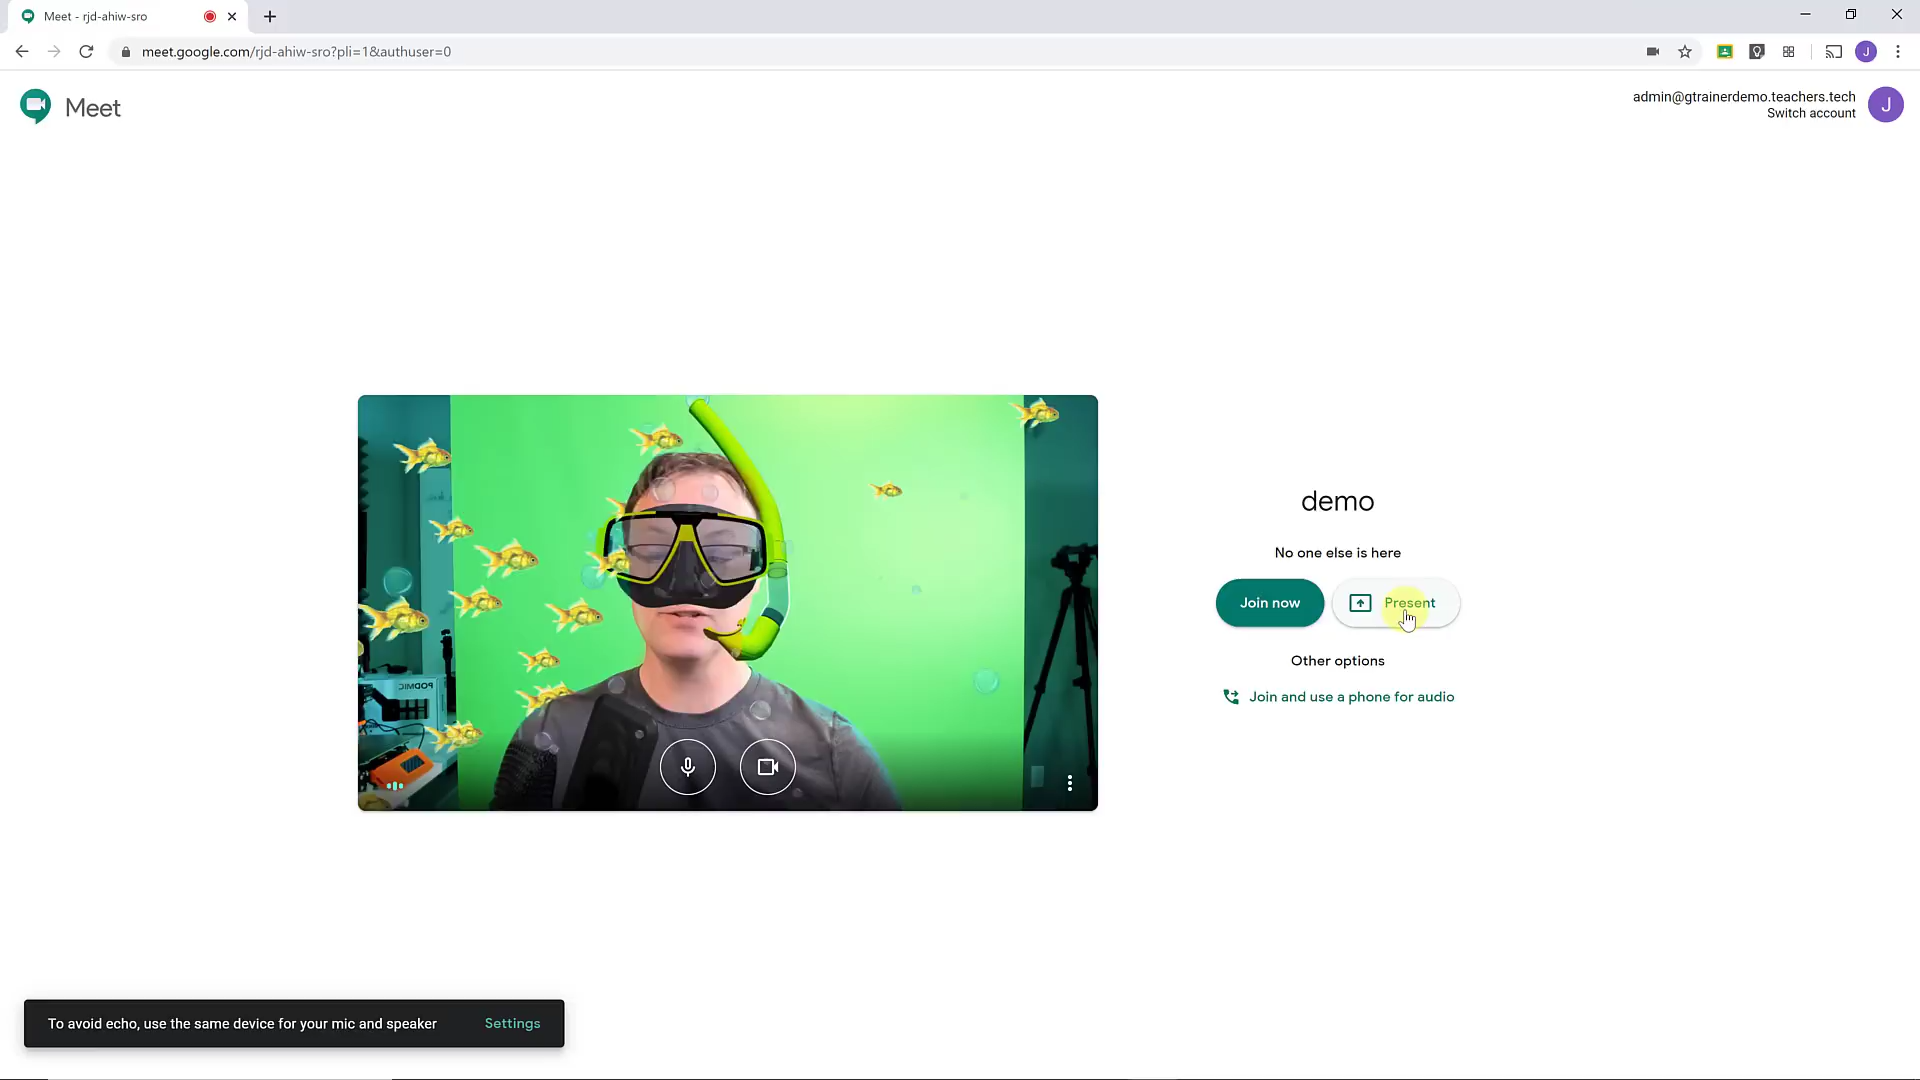 Meet - rjd-ahiw-sro
meet.google.com/rjd-ahiw-sro?pli=1&authuser=0
J
Meet
admin@gtrainerdemo.teachers.tech
Switch account
J
demo
No one else is here
Join now
Present
Other options
Join and use a phone for audio
PODMIC
To avoid echo, use the same device for your mic and speaker
Settings